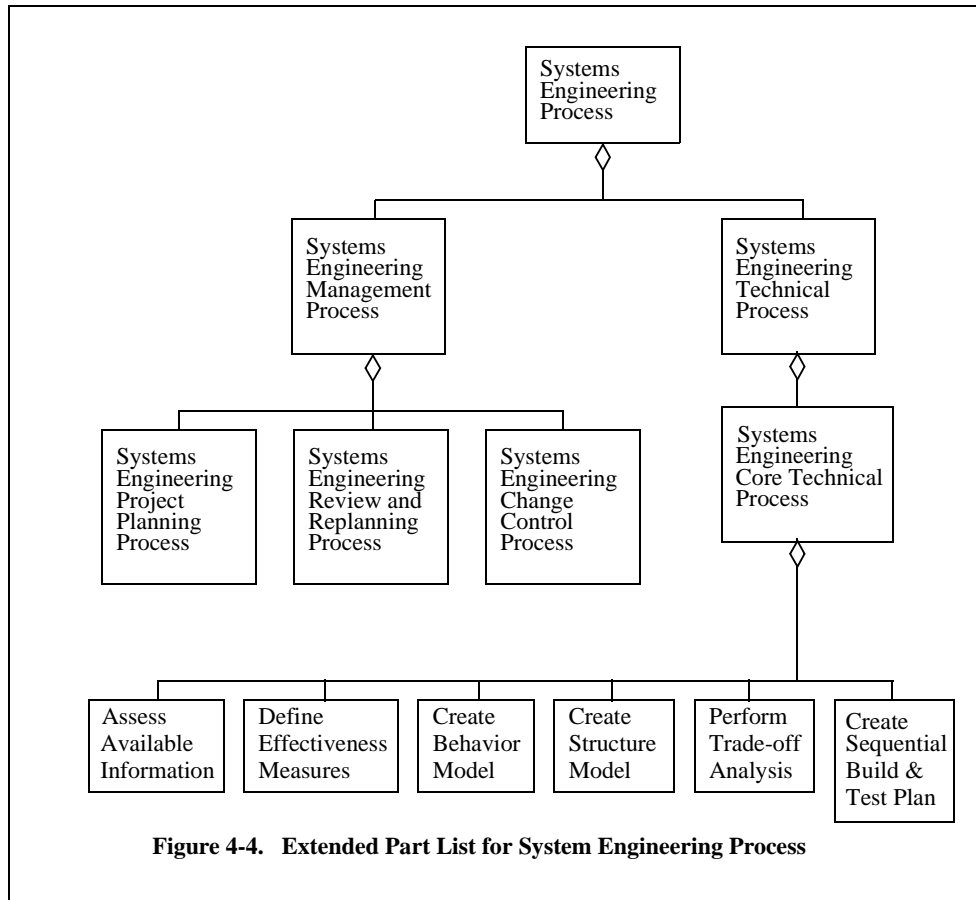 Systems
Engineering
Process
Systems
Engineering
Management
Process
Systems
Engineering
Technical
Process
Systems
Engineering
Project
Planning
Process
Systems
Engineering
Review and
Replanning
Process
Systems
Engineering
Change
Control
Process
Systems
Engineering
Core Technical
Process
Assess
Available
Information
Define
Effectiveness
Measures
Create
Behavior
Model
Create
Structure
Model
Perform
Trade-off
Analysis
Create
Sequential
Build &
Test Plan
Figure 4-4. Extended Part List for System Engineering Process